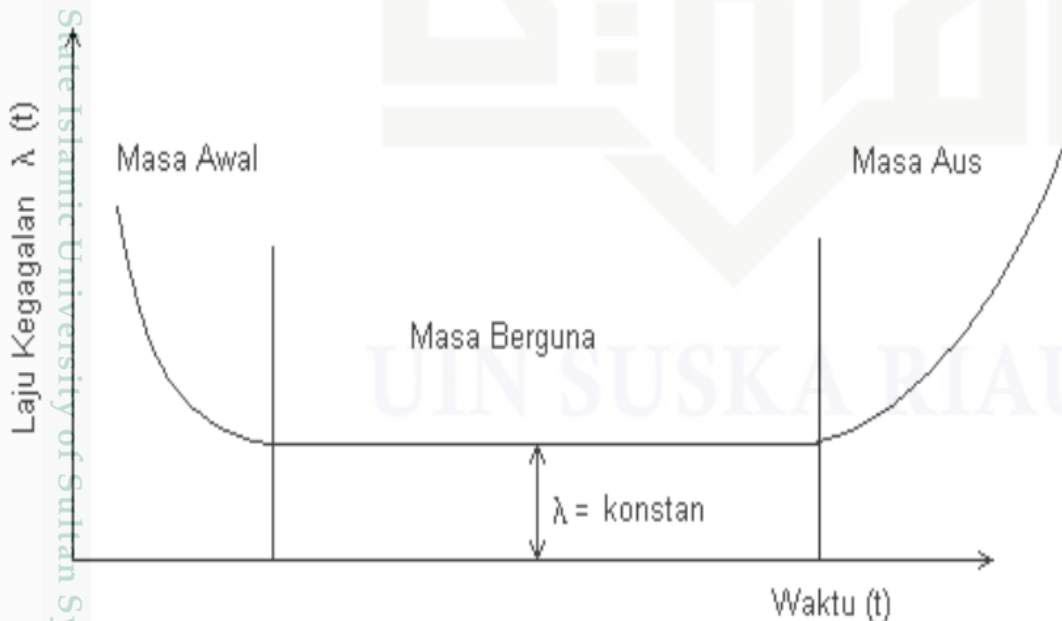 Laju Kegagalan λ (t)
State Islamic University of Sultan Sy
Masa Awal
Masa Aus
Masa Berguna
UIN SUSKA RIAU
λ = konstan
Waktu (t)